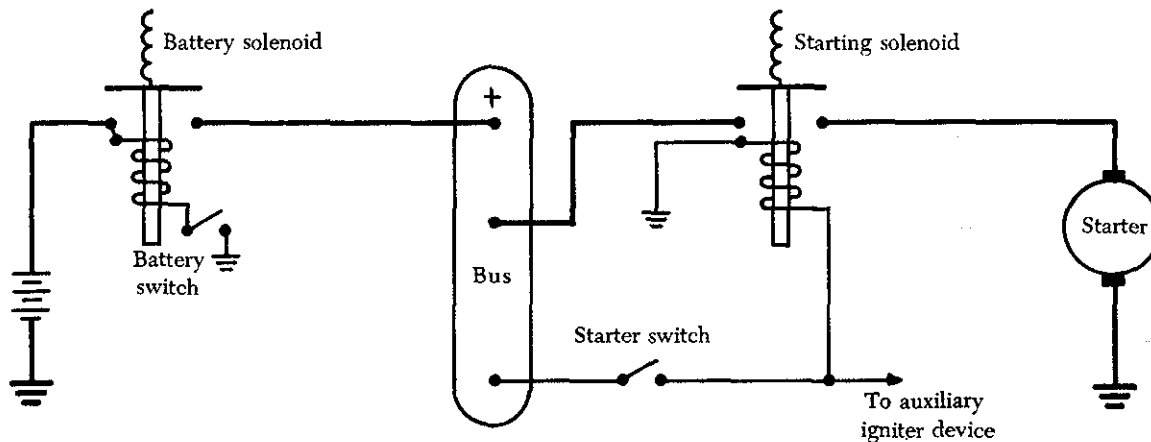 Battery solenoid
Starting solenoid
+
Starter
Battery
switch
Bus
Starter switch
To auxiliary
igniter device